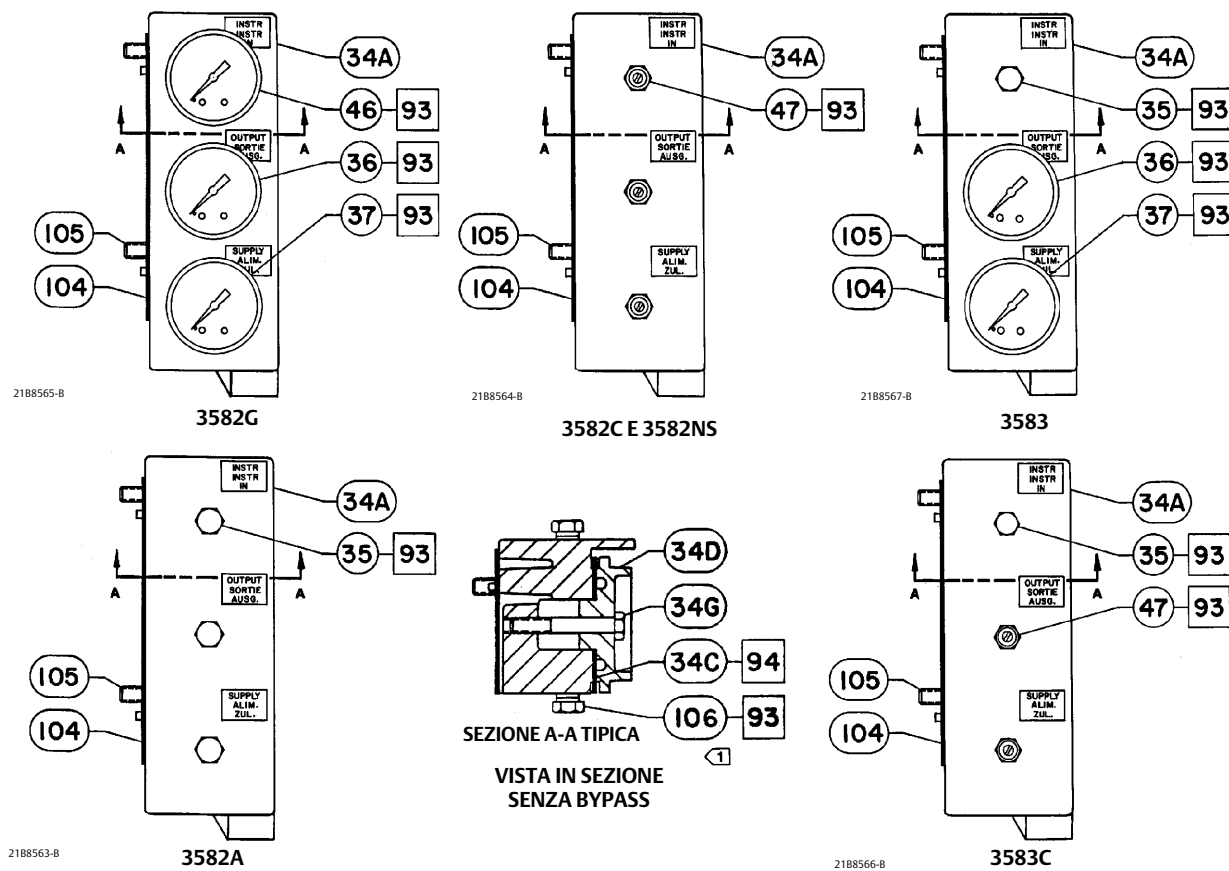 INSTR
INSTR
IN
34A
46 93
A A
OUTPUT
SORTIE
AUSG.
36 93
37 93
105
SUPPLY
ALIM.
ZUL.
104
21B8565-B
3582G
INSTR
INSTR
IN
34A
47 93
A A
OUTPUT
SORTIE
AUSG.
105
SUPPLY
ALIM.
ZUL.
104
21B8564-B
3582C E 3582NS
INSTR
INSTR
IN
34A
35 93
A A
OUTPUT
SORTIE
AUSG.
36 93
37 93
105
SUPPLY
ALIM.
ZUL.
104
21B8567-B
3583
INSTR
INSTR
IN
34A
35 93
A A
OUTPUT
SORTIE
AUSG.
105
SUPPLY
ALIM.
ZUL.
104
21B8563-B
3582A
34D
34G
34C 94
106 93
SEZIONE A-A TIPICA
1
VISTA IN SEZIONE
SENZA BYPASS
INSTR
INSTR
IN
34A
35 93
A A
OUTPUT
SORTIE
AUSG.
47 93
105
SUPPLY
ALIM.
ZUL.
104
21B8566-B
3583C